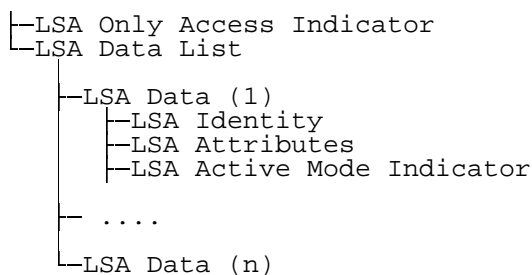 LSA Only Access Indicator
LSA Data List
LSA Data (1)
LSA Identity
LSA Attributes
LSA Active Mode Indicator
....
LSA Data (n)